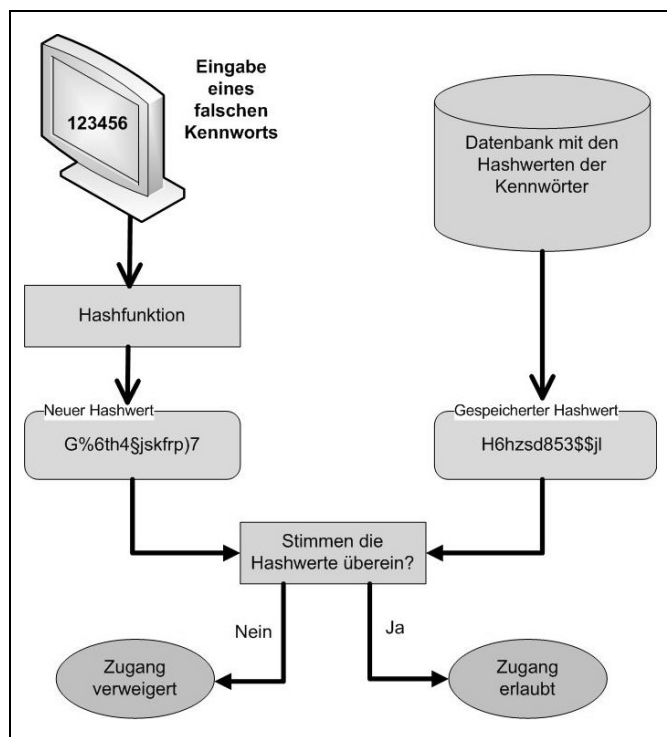 Eingabe
eines
falschen
Kennworts
123456
Datenbank mit den
Hashwerten der
Kennwörter
Hashfunktion
Neuer Hashwert
G%6th4§jskfrp)7
Gespeicherter Hashwert
H6hzsd853$$jl
Stimmen die
Hashwerte überein?
Nein
Ja
Zugang
verweigert
Zugang
erlaubt